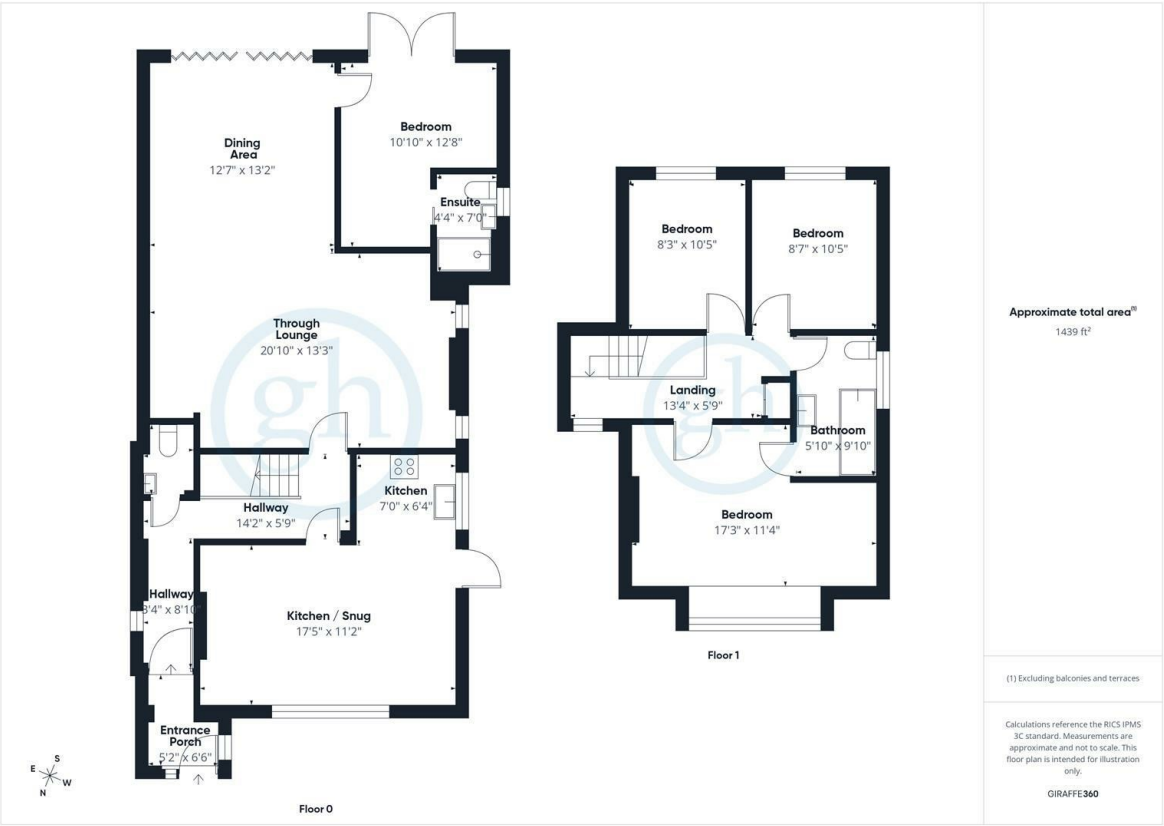 Dining
Area
12'7" x 13'2"
Bedroom
10'10" x 12'8"
Ensuite
4'4" x 7'0"
Through
Lounge
20'10" x 13'3"
gh
Kitchen
7'0" x 6'4"
Hallway
14'2" x 5'9"
Hallway
3'4" x 8'10"
Kitchen / Snug
17'5" x 11'2"
Entrance
Porch
5'2" x 6'6"
S
E
W
N
Floor 0
Bedroom
8'3" x 10'5"
Bedroom
8'7" x 10'5"
Landing
13'4" x 5'9"
gh
Bathroom
5'10" x 9'10"
Bedroom
17'3" x 11'4"
Floor 1
Approximate total area(1)
1439 ft²
(1) Excluding balconies and terraces
Calculations reference the RICS IPMS
3C standard. Measurements are
approximate and not to scale. This
floor plan is intended for illustration
only.
GIRAFFE360